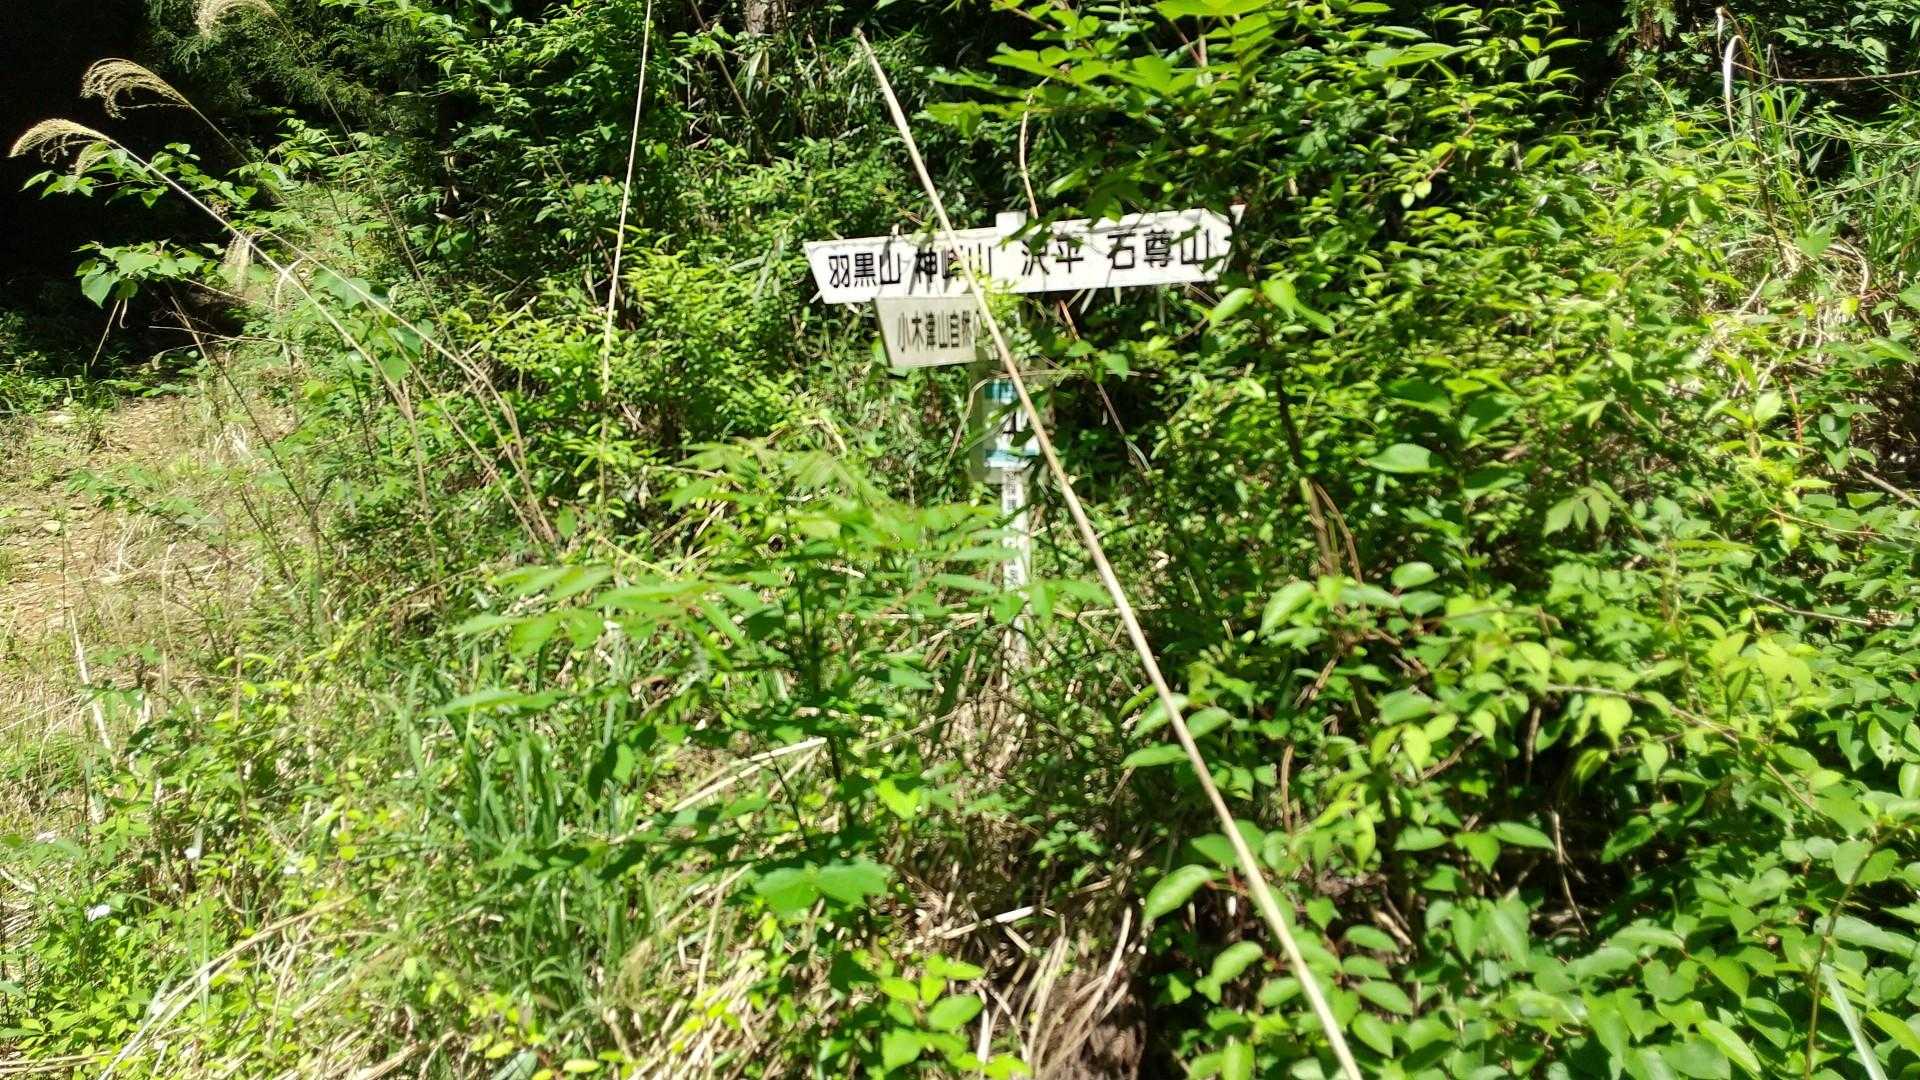 羽黒山 神峰山
沢平 石尊山
小木津山自然